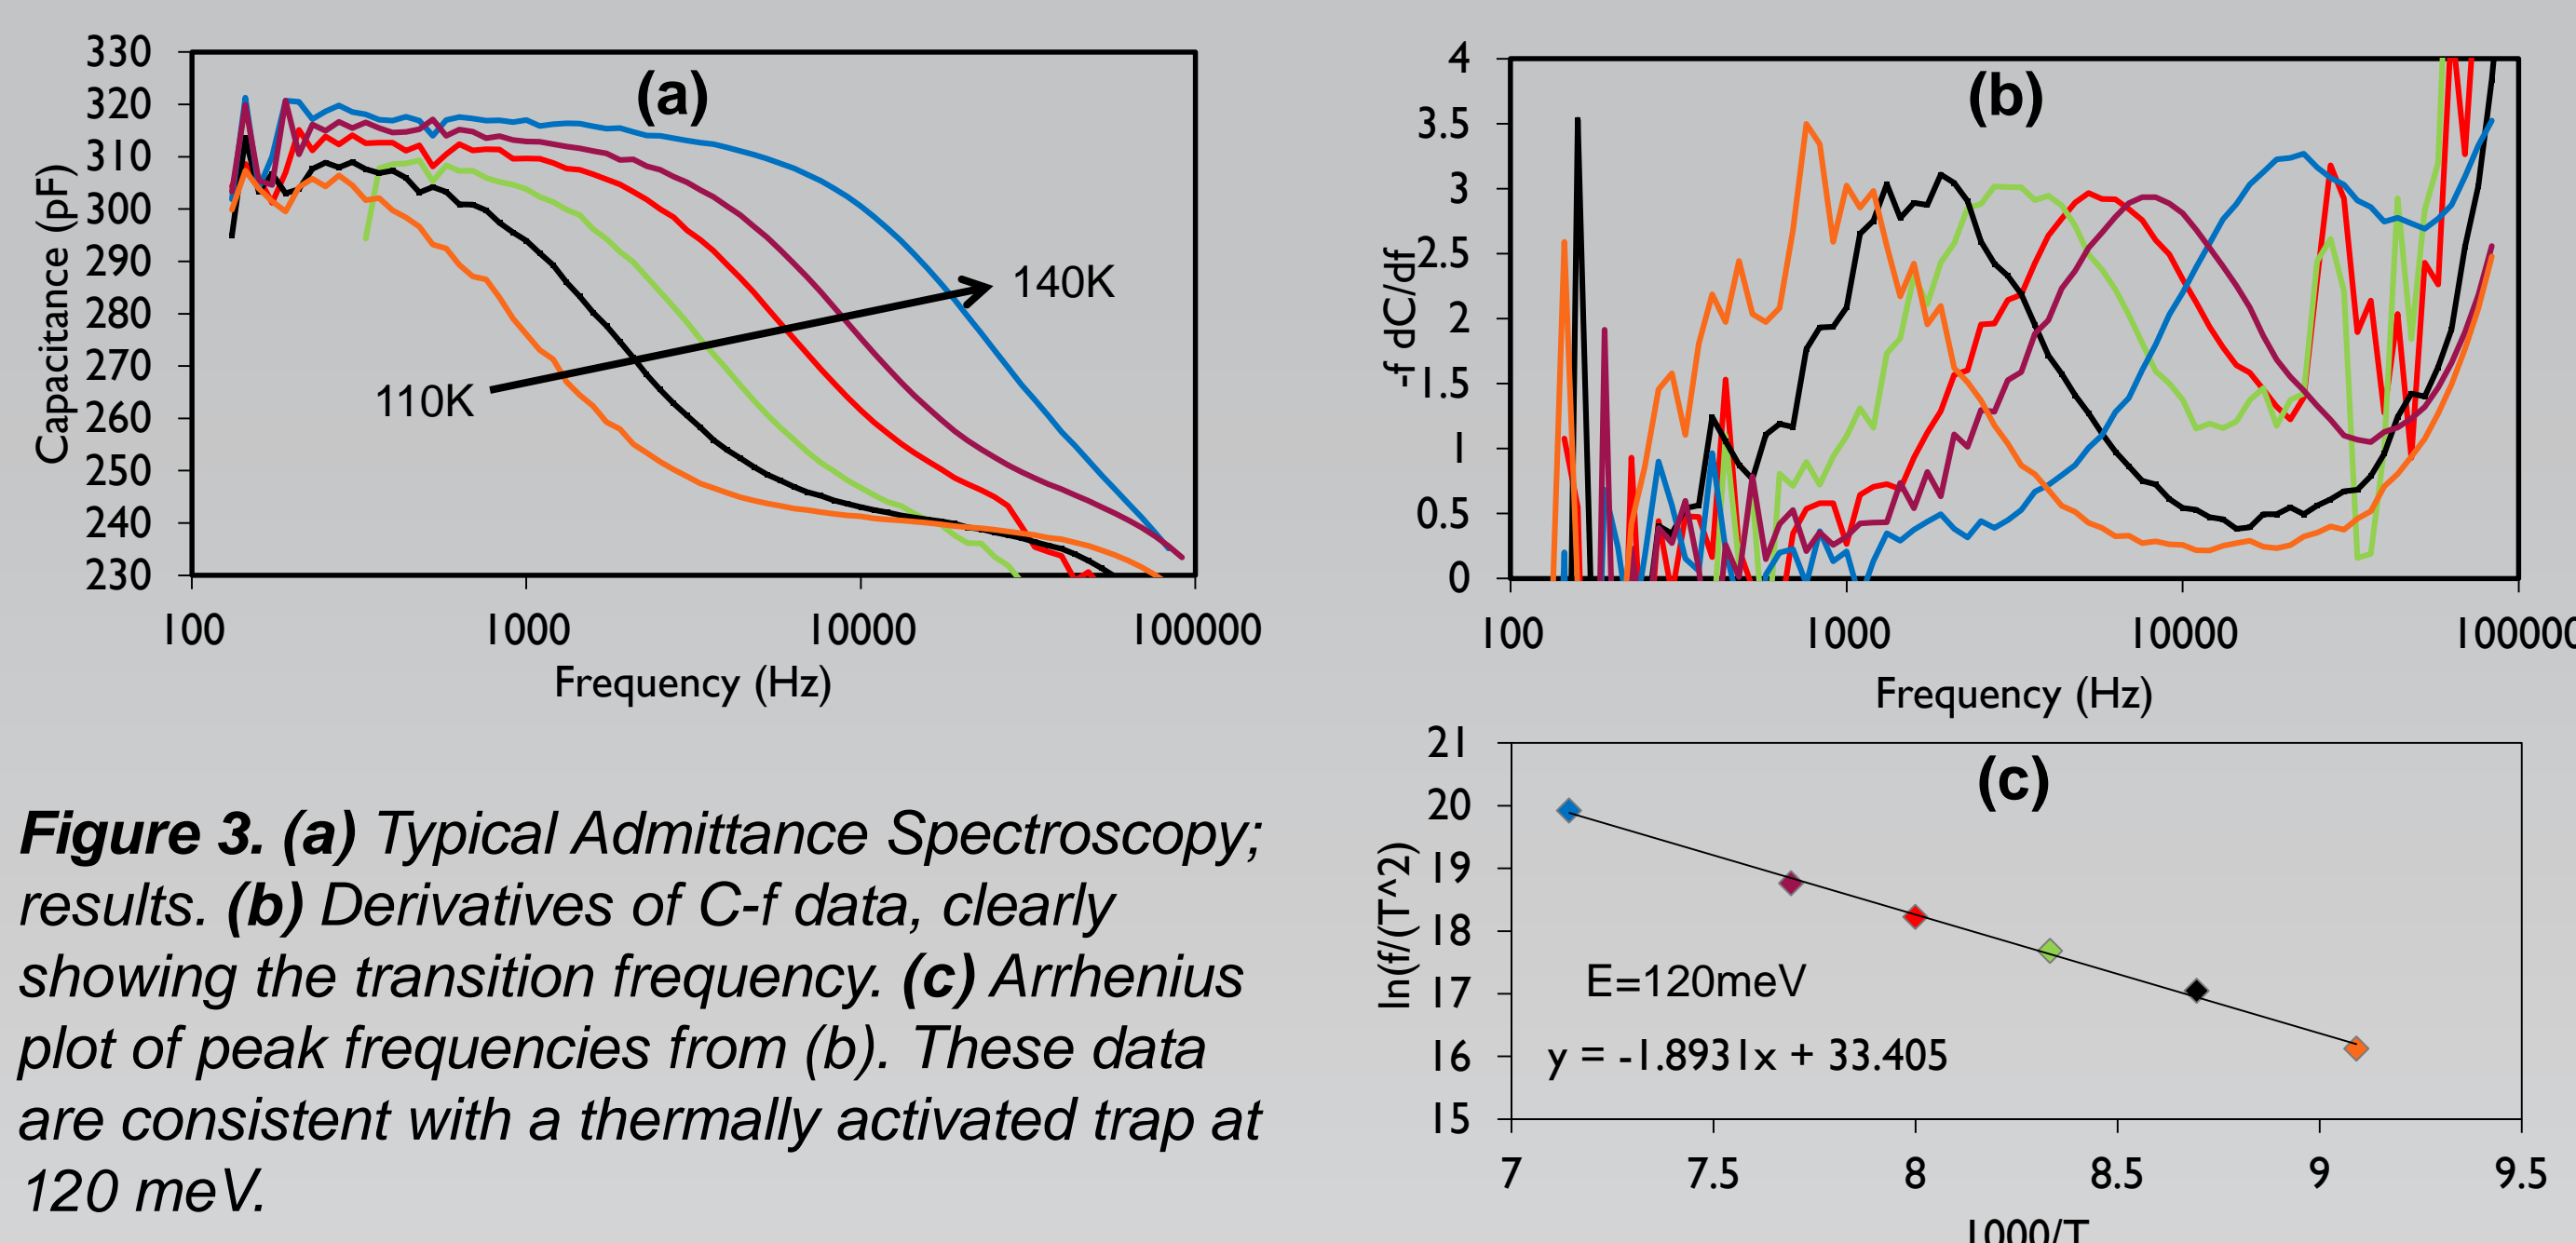 (a)
330
320
310
300
290
280
270
260
250
240
230
Capacitance (pF)
140K
110K
100
1000
10000
100000
Frequency (Hz)
(b)
4
3.5
3
2.5
2
1.5
1
0.5
0
-f dC/df
100
1000
10000
100000
Frequency (Hz)
(c)
21
20
19
18
17
16
15
ln(f/(T^2)
E=120meV
y = -1.8931x + 33.405
7
7.5
8
8.5
9
9.5
1000/T
Figure 3. (a) Typical Admittance Spectroscopy;
results. (b) Derivatives of C-f data, clearly
showing the transition frequency. (c) Arrhenius
plot of peak frequencies from (b). These data
are consistent with a thermally activated trap at
120 meV.